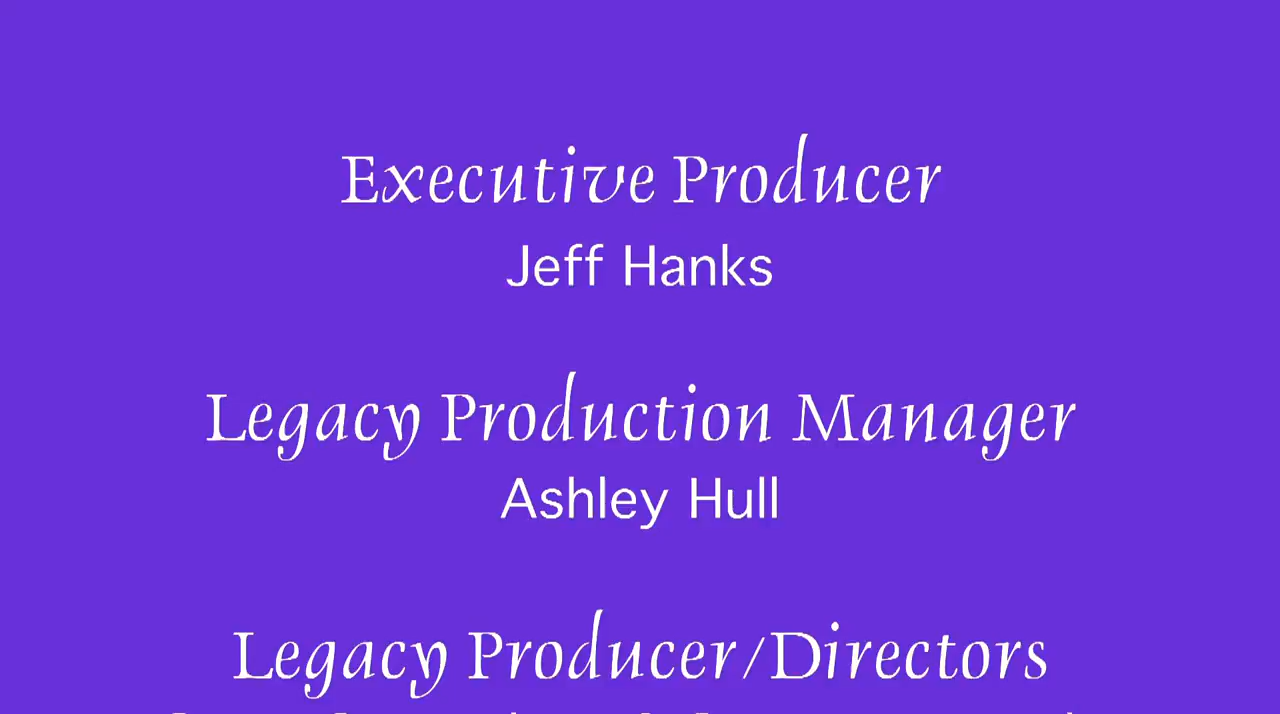 Executive Producer
Jeff Hanks
Legacy Production Manager
Ashley Hull
Legacy Producer/Directors